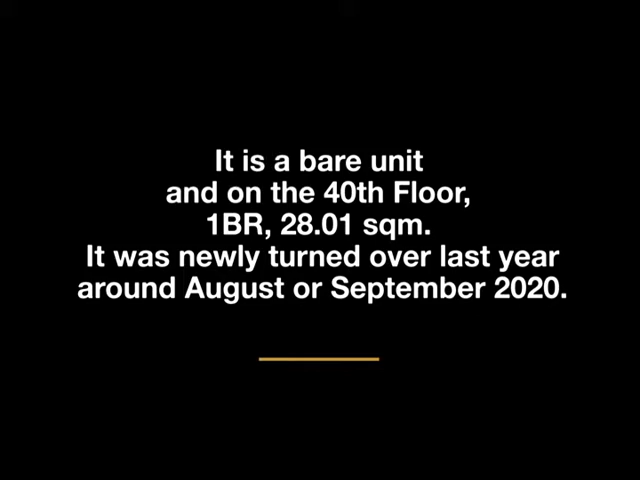 It is a bare unit
and on the 40th Floor,
1BR, 28.01 sqm.
It was newly turned over last year
around August or September 2020.